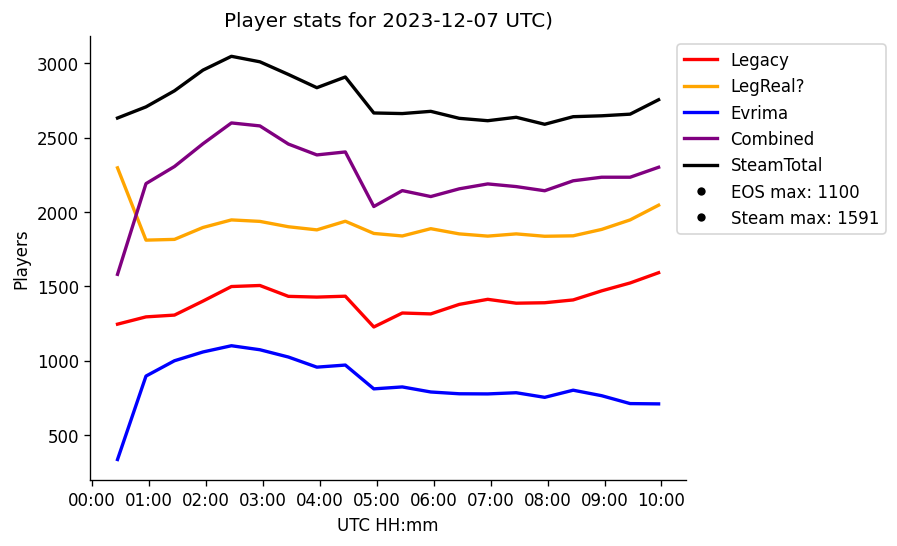 Player stats for 2023-12-07 UTC)
Players
3000
2500
2000
1500
1000
500
00:00 01:00 02:00 03:00 04:00 05:00 06:00 07:00 08:00 09:00 10:00
UTC HH:mm
Legacy
LegReal?
Evrima
Combined
SteamTotal
EOS max: 1100
Steam max: 1591